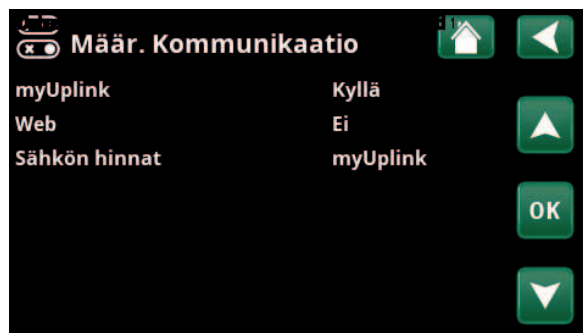 Määr. Kommunikaatio
myUplink Kyllä
Web Ei
Sähkön hinnat myUplink
OK